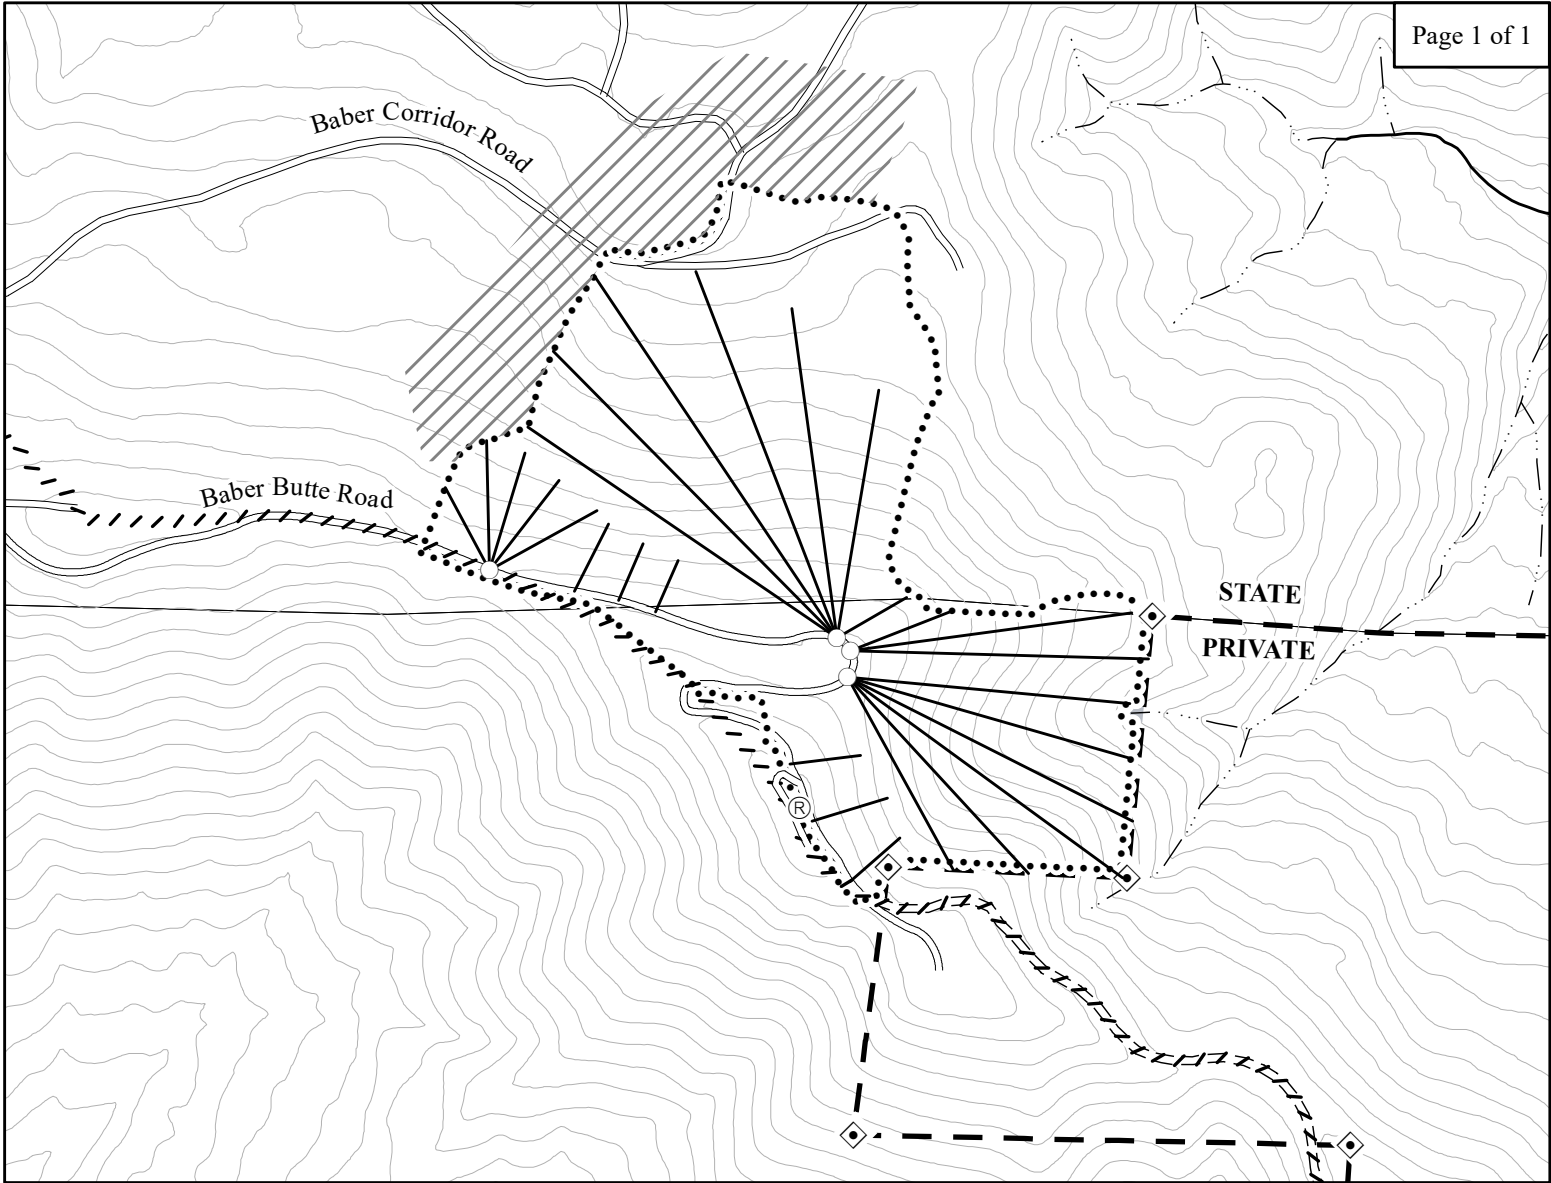 Page 1 of 1
Baber Corridor Road
Baber Butte Road
STATE
PRIVATE
R